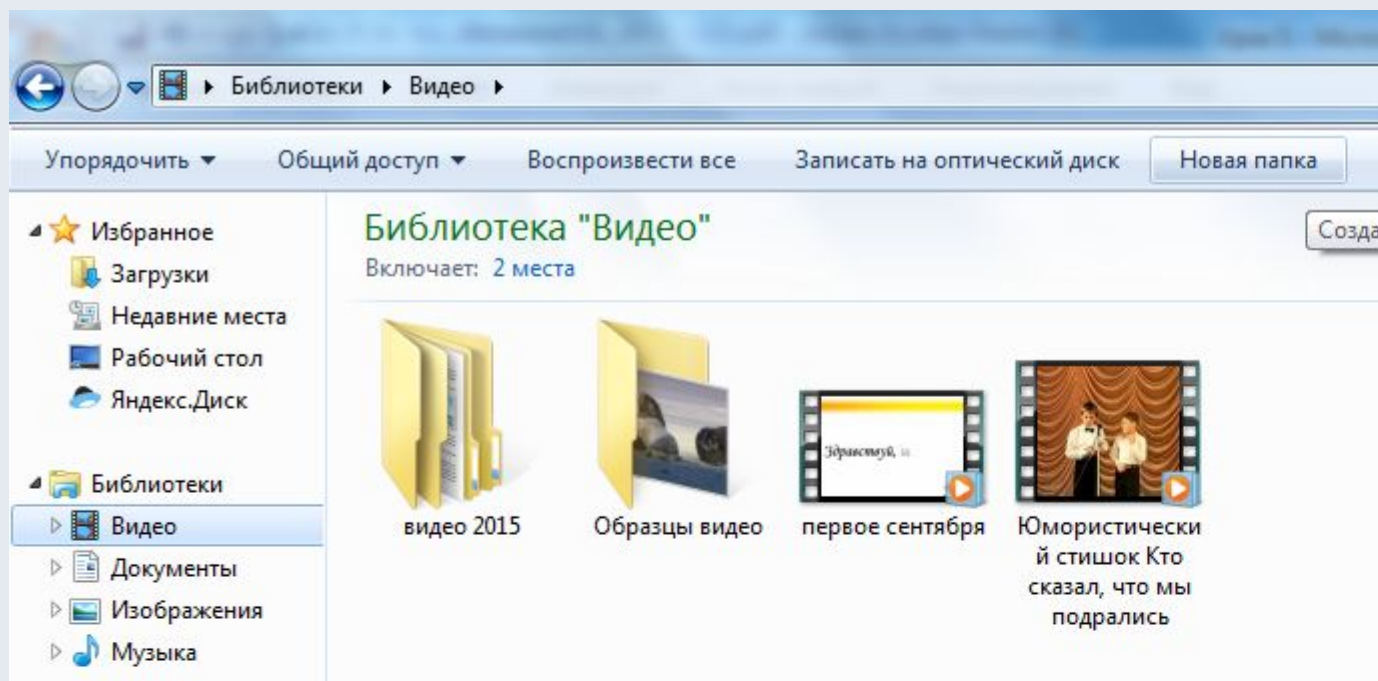 Библиотеки Видео
Упорядочить Общий доступ Воспроизвести все Записать на оптический диск Новая папка
Избранное
Загрузки
Недавние места
Рабочий стол
Яндекс.Диск
Библиотеки
Видео
Документы
Изображения
Музыка
Библиотека "Видео"
Включает: 2 места
Созда
Здравствуй,
видео 2015
Образцы видео
первое сентября
Юмористически
й стишок Кто
сказал, что мы
подрались